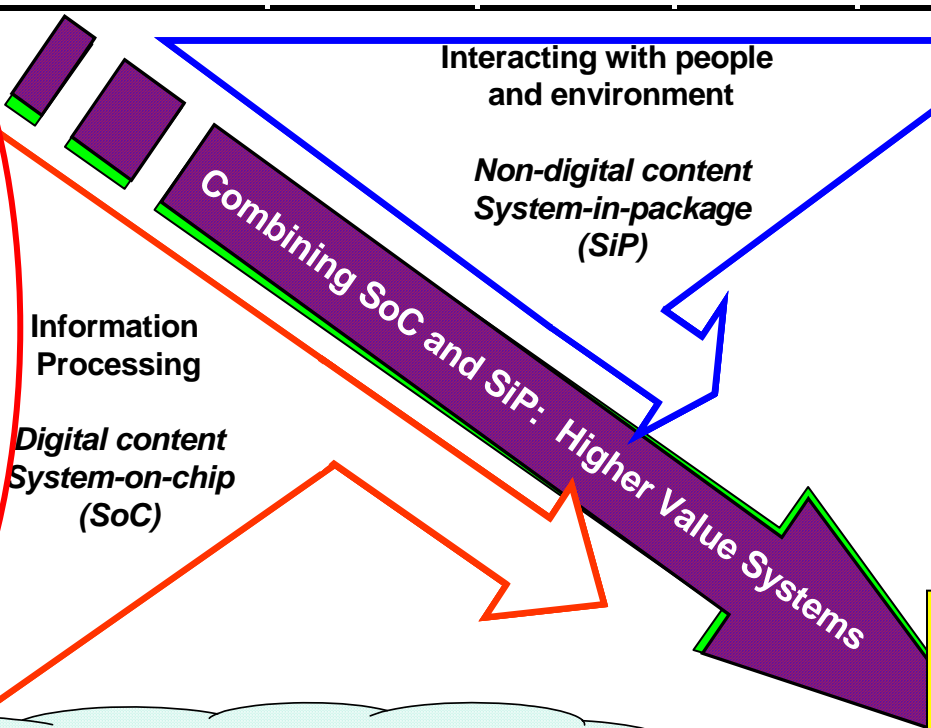 Interacting with people
and environment
Non-digital content
System-in-package
(SiP)
Combining SoC and SiP: Higher Value Systems
Information
Processing
Digital content
System-on-chip
(SoC)